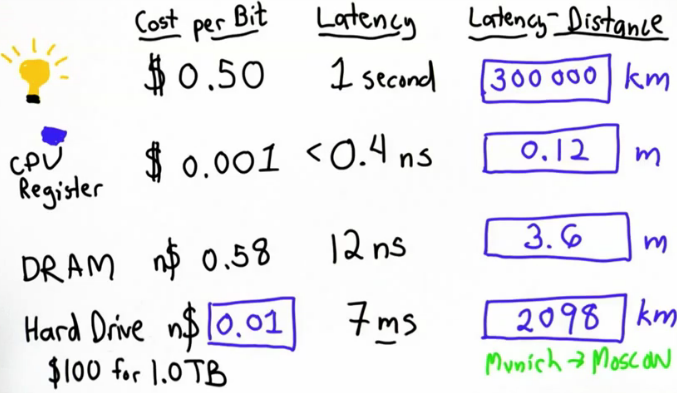 Cost per Bit Latency Latency-Distance
$ 0.50 1 second 300 000 km
CPU
Register $ 0.001 <0.4 ns 0.12 m
DRAM n$ 0.58 12 ns 3.6 m
Hard Drive n$ 0.01 7 ms 2098 km
$100 for 1.0TB Munich → Moscow